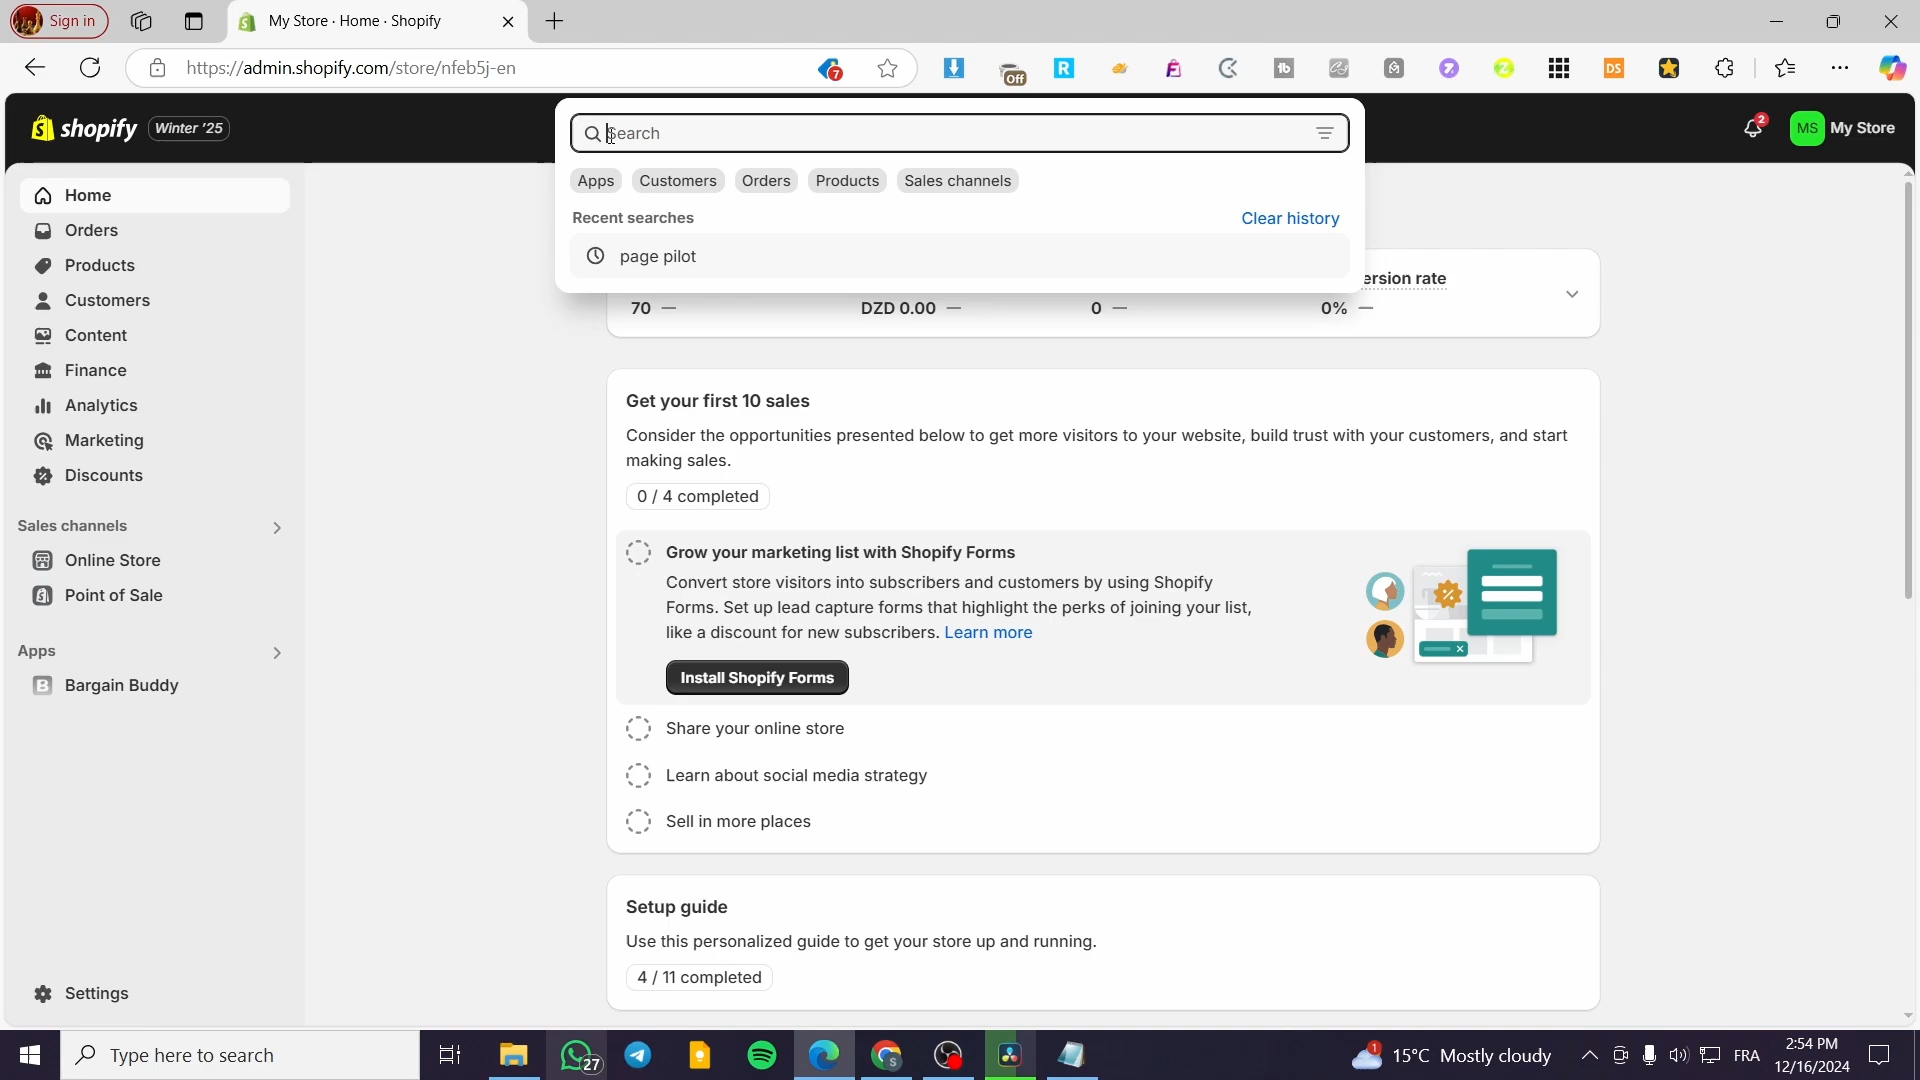 Sign in
My Store · Home · Shopify
https://admin.shopify.com/store/nfeb5j-en
7
Off
R
tb
DS
shopify
Winter '25
Search
2
MS
My Store
Apps
Customers
Orders
Products
Sales channels
Recent searches
Clear history
page pilot
ersion rate
70 —
DZD 0.00 —
0 —
0% —
Home
Orders
Products
Customers
Content
Finance
Analytics
Marketing
Discounts
Sales channels
Online Store
Point of Sale
Apps
Bargain Buddy
Settings
Get your first 10 sales
Consider the opportunities presented below to get more visitors to your website, build trust with your customers, and start
making sales.
0 / 4 completed
Grow your marketing list with Shopify Forms
Convert store visitors into subscribers and customers by using Shopify
Forms. Set up lead capture forms that highlight the perks of joining your list,
like a discount for new subscribers. Learn more
Install Shopify Forms
Share your online store
Learn about social media strategy
Sell in more places
Setup guide
Use this personalized guide to get your store up and running.
4 / 11 completed
Type here to search
27
S
1
15°C Mostly cloudy
FRA
2:54 PM
12/16/2024